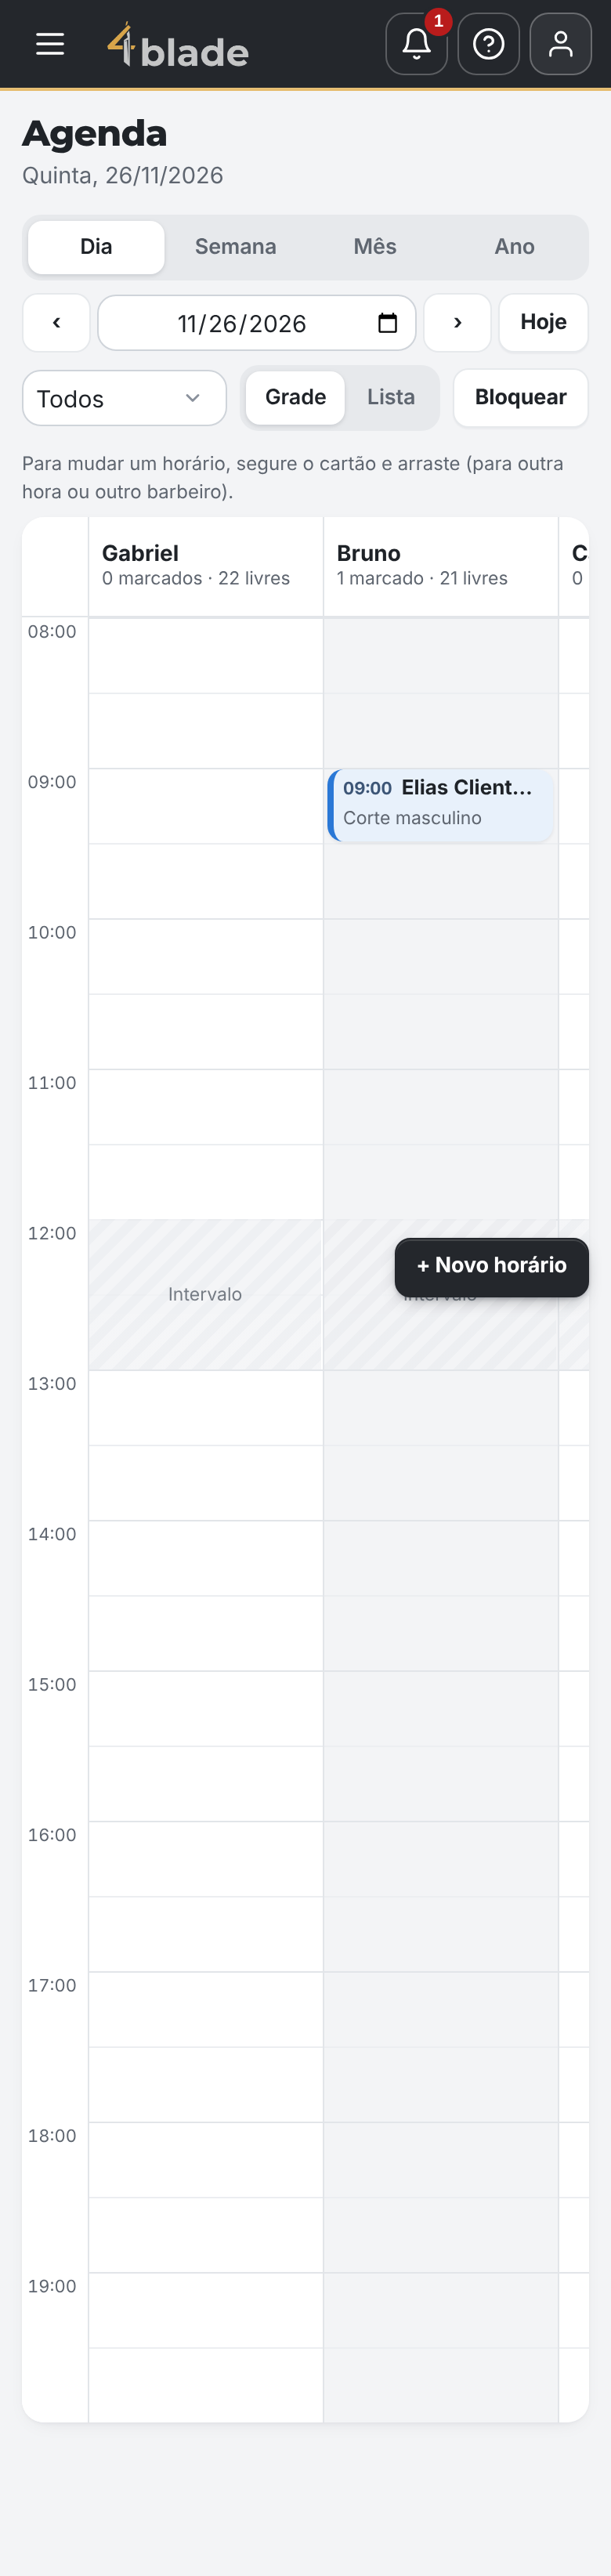 1
4blade
Agenda
Quinta, 26/11/2026
Dia Semana Mês Ano
‹ 11/26/2026 › Hoje
Todos Grade Lista Bloquear
Para mudar um horário, segure o cartão e arraste (para outra
hora ou outro barbeiro).
Gabriel Bruno C
0 marcados · 22 livres 1 marcado · 21 livres 0
08:00
09:00 09:00 Elias Client...
Corte masculino
10:00
11:00
12:00
+ Novo horário
Intervalo
13:00
14:00
15:00
16:00
17:00
18:00
19:00